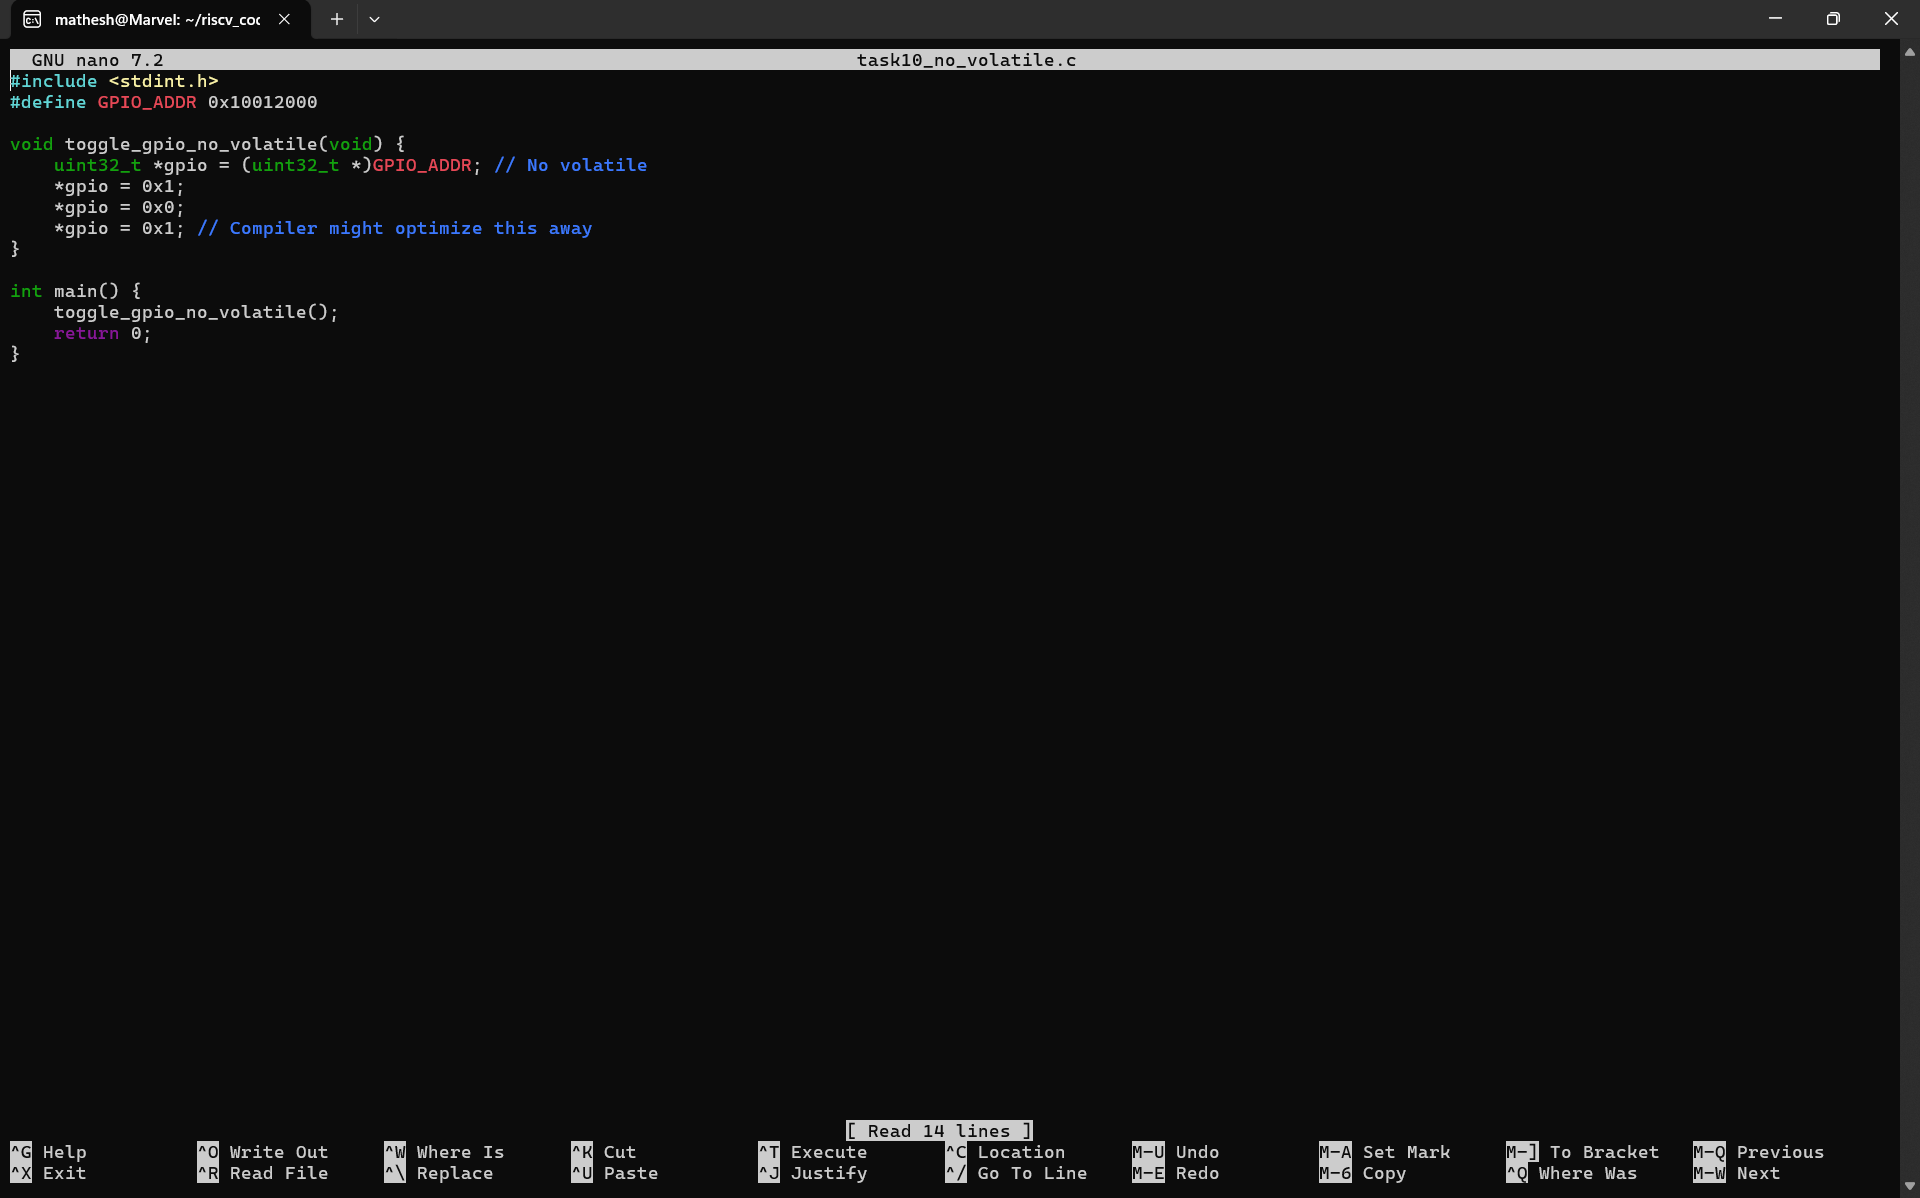 mathesh@Marvel: ~/riscv_coc
GNU nano 7.2 task10_no_volatile.c
#include <stdint.h>
#define GPIO_ADDR 0x10012000

void toggle_gpio_no_volatile(void) {
    uint32_t *gpio = (uint32_t *)GPIO_ADDR; // No volatile
    *gpio = 0x1;
    *gpio = 0x0;
    *gpio = 0x1; // Compiler might optimize this away
}

int main() {
    toggle_gpio_no_volatile();
    return 0;
}
[ Read 14 lines ]
^G Help ^O Write Out ^W Where Is ^K Cut ^T Execute ^C Location M-U Undo M-A Set Mark M-] To Bracket M-Q Previous
^X Exit ^R Read File ^\ Replace ^U Paste ^J Justify ^/ Go To Line M-E Redo M-6 Copy ^Q Where Was M-W Next